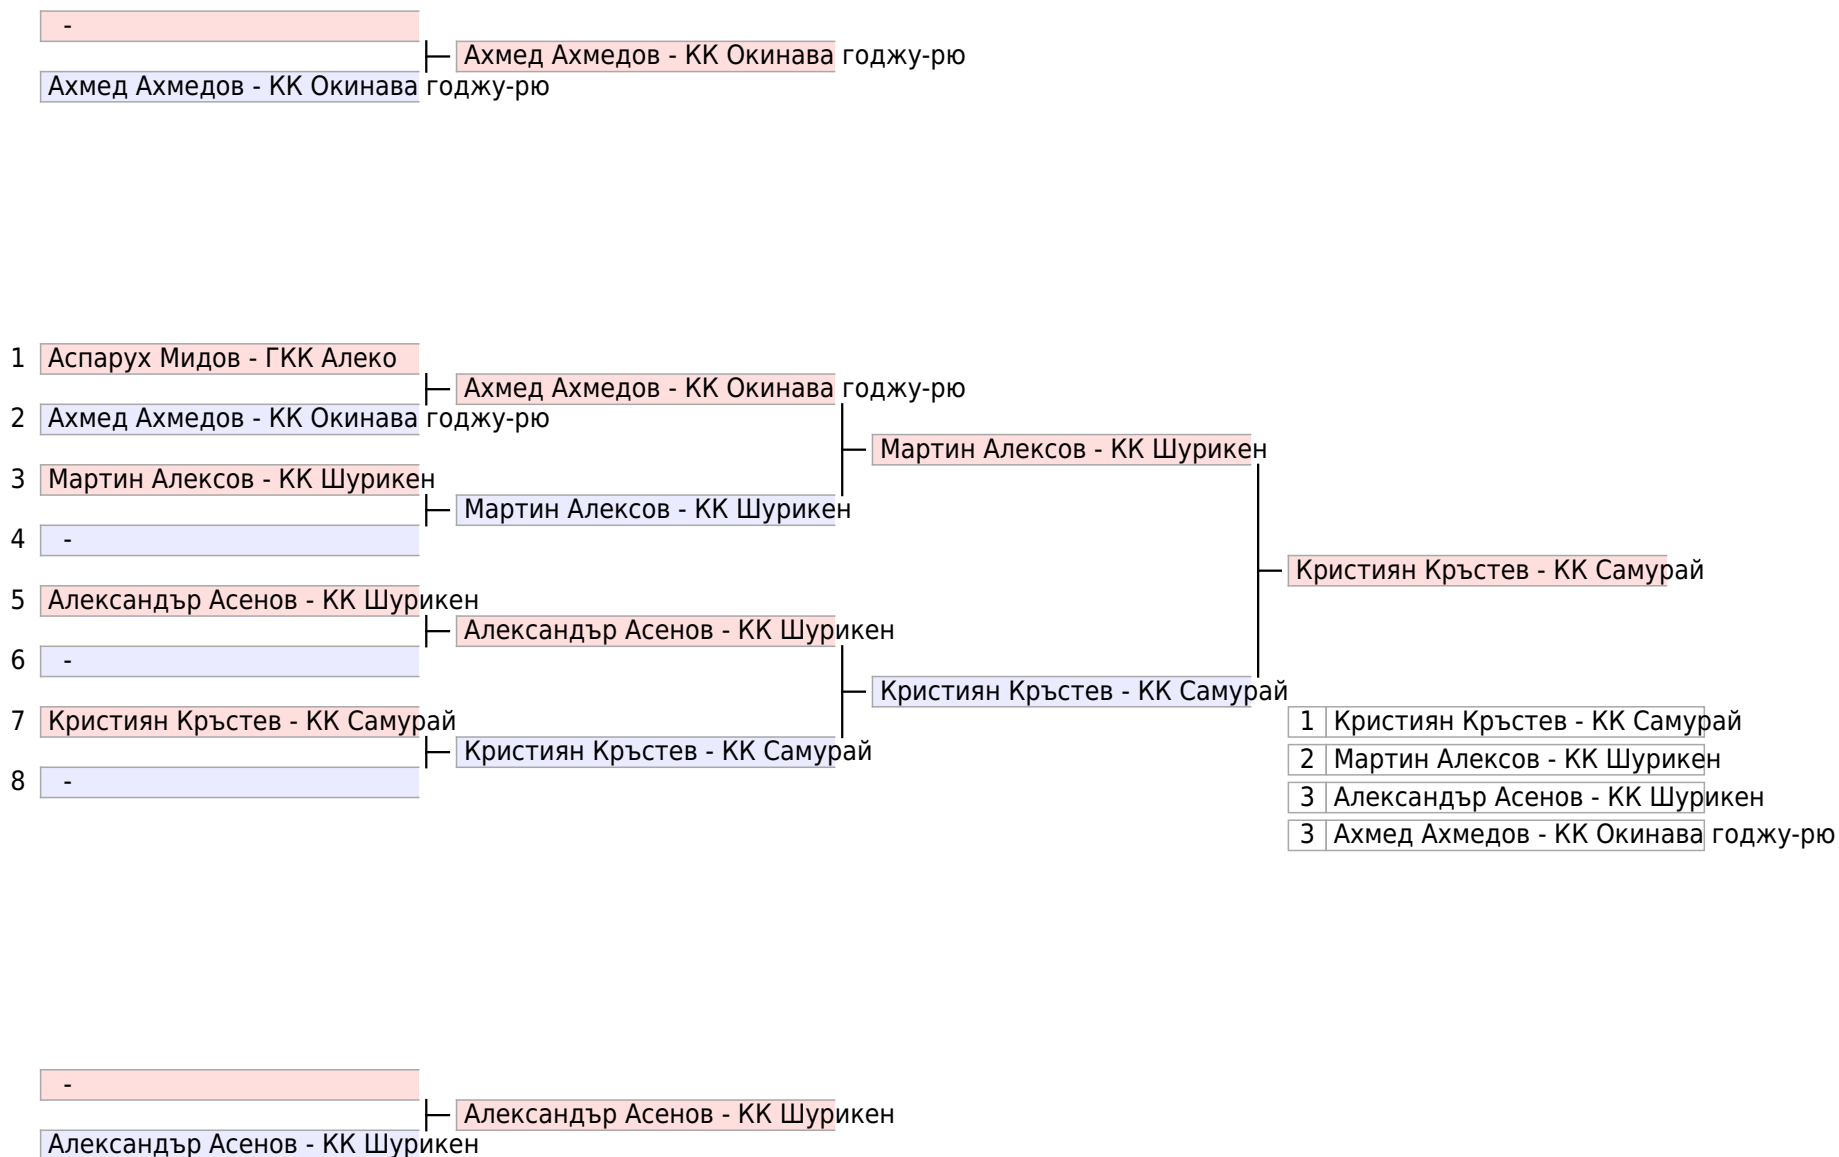 -
Ахмед Ахмедов - КК Окинава годжу-рю
Ахмед Ахмедов - КК Окинава годжу-рю
1 Аспарух Мидов - ГКК Алеко
Ахмед Ахмедов - КК Окинава годжу-рю
2 Ахмед Ахмедов - КК Окинава годжу-рю
Мартин Алексов - КК Шурикен
3 Мартин Алексов - КК Шурикен
Мартин Алексов - КК Шурикен
4 -
Кристиян Кръстев - КК Самурай
5 Александър Асенов - КК Шурикен
Александър Асенов - КК Шурикен
6 -
Кристиян Кръстев - КК Самурай
7 Кристиян Кръстев - КК Самурай
1 Кристиян Кръстев - КК Самурай
Кристиян Кръстев - КК Самурай
2 Мартин Алексов - КК Шурикен
8 -
3 Александър Асенов - КК Шурикен
3 Ахмед Ахмедов - КК Окинава годжу-рю
-
Александър Асенов - КК Шурикен
Александър Асенов - КК Шурикен